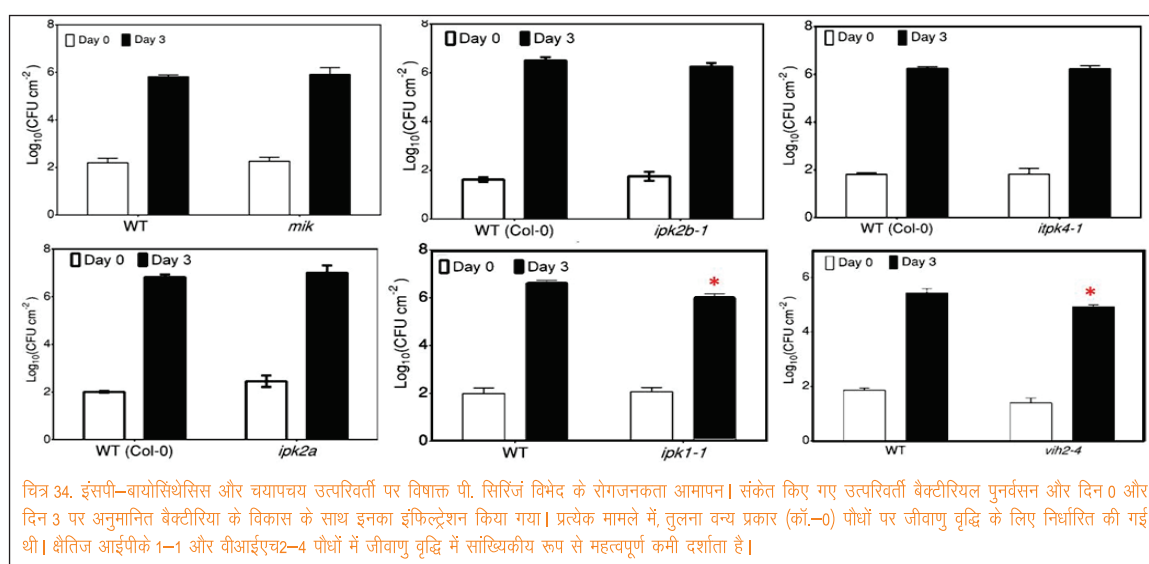 Day 0 Day 3
Log10(CFU cm-2)
8
6
4
2
0
WT mik
Day 0 Day 3
Log10(CFU cm-2)
8
6
4
2
0
WT (Col-0) ipk2b-1
Day 0 Day 3
Log10(CFU cm-2)
8
6
4
2
0
WT (Col-0) itpk4-1
Day 0 Day 3
Log10(CFU cm-2)
8
6
4
2
0
WT (Col-0) ipk2a
Day 0 Day 3
Log10(CFU cm-2)
8
6
4
2
0
*
WT ipk1-1
Day 0 Day 3
Log10(CFU cm-2)
6
4
2
0
*
WT vih2-4
चित्र 34. इंसपी–बायोसिंथेसिस और चयापचय उत्परिवर्ती पर विषाक्त पी. सिरिंजं विभेद के रोगजनकता आमापन। संकेत किए गए उत्परिवर्ती बैक्टीरियल पुनर्वसन और दिन 0 और
दिन 3 पर अनुमानित बैक्टीरिया के विकास के साथ इनका इंफिल्ट्रेशन किया गया। प्रत्येक मामले में, तुलना वन्य प्रकार (कॉ.–0) पौधों पर जीवाणु वृद्धि के लिए निर्धारित की गई
थी। क्षैतिज आईपीके 1–1 और वीआईएच2–4 पौधों में जीवाणु वृद्धि में सांख्यिकीय रूप से महत्वपूर्ण कमी दर्शाता है।